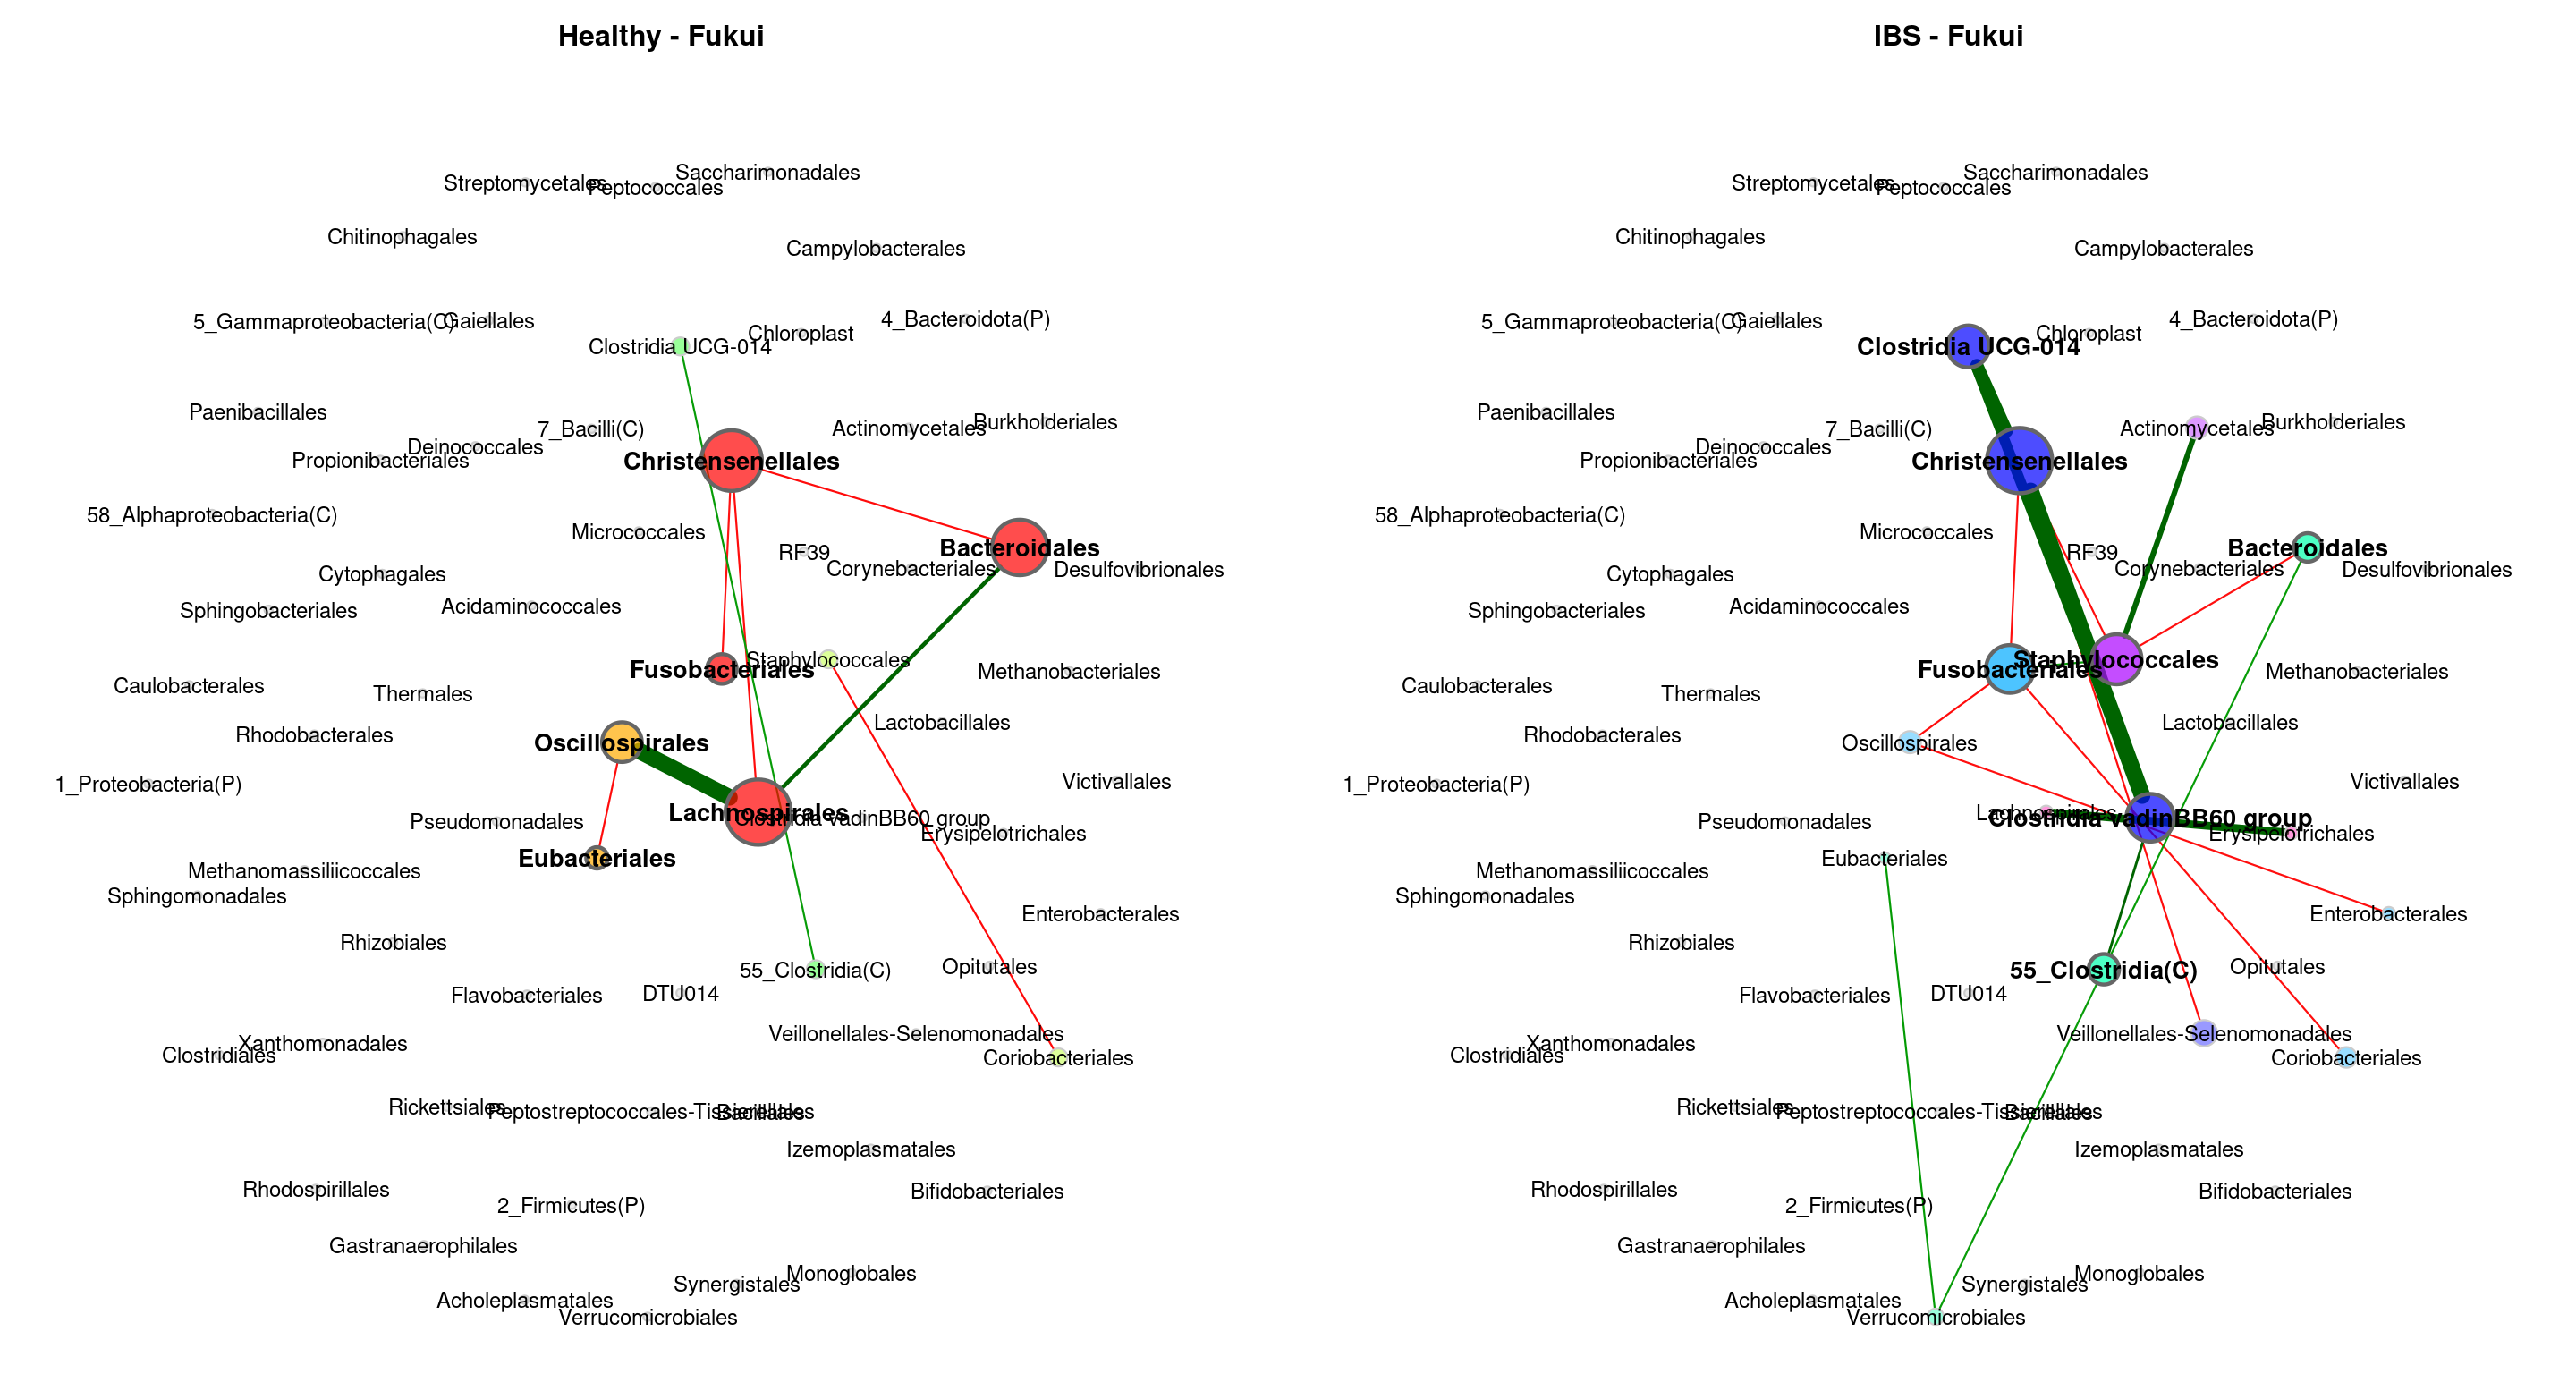 Healthy - Fukui
Saccharimonadales
Streptomycetales
Peptococcales
Chitinophagales
Campylobacterales
5_Gammaproteobacteria(C)
Gaiellales
4_Bacteroidota(P)
Chloroplast
Clostridia UCG-014
Paenibacillales
7_Bacilli(C)
Actinomycetales
Burkholderiales
Deinococcales
Propionibacteriales
Christensenellales
58_Alphaproteobacteria(C)
Micrococcales
RF39
Bacteroidales
Corynebacteriales
Desulfovibrionales
Cytophagales
Sphingobacteriales
Acidaminococcales
Staphylococcales
Fusobacteriales
Methanobacteriales
Caulobacterales
Thermales
Lactobacillales
Rhodobacterales
Oscillospirales
1_Proteobacteria(P)
Victivallales
Lachnospirales
Clostridia vadinBB60 group
Pseudomonadales
Erysipelotrichales
Eubacteriales
Methanomassiliicoccales
Sphingomonadales
Enterobacterales
Rhizobiales
55_Clostridia(C)
Opitutales
Flavobacteriales
DTU014
Veillonellales-Selenomonadales
Xanthomonadales
Clostridiales
Coriobacteriales
Rickettsiales
Peptostreptococcales-Tissierellales
Bacillales
Izemoplasmatales
Rhodospirillales
Bifidobacteriales
2_Firmicutes(P)
Gastranaerophilales
Monoglobales
Synergistales
Acholeplasmatales
Verrucomicrobiales
IBS - Fukui
Saccharimonadales
Streptomycetales
Peptococcales
Chitinophagales
Campylobacterales
5_Gammaproteobacteria(C)
Gaiellales
4_Bacteroidota(P)
Chloroplast
Clostridia UCG-014
Paenibacillales
7_Bacilli(C)
Actinomycetales
Burkholderiales
Deinococcales
Propionibacteriales
Christensenellales
58_Alphaproteobacteria(C)
Micrococcales
RF39
Bacteroidales
Corynebacteriales
Desulfovibrionales
Cytophagales
Sphingobacteriales
Acidaminococcales
Staphylococcales
Fusobacteriales
Methanobacteriales
Caulobacterales
Thermales
Lactobacillales
Rhodobacterales
Oscillospirales
1_Proteobacteria(P)
Victivallales
Lachnospirales
Clostridia vadinBB60 group
Pseudomonadales
Erysipelotrichales
Eubacteriales
Methanomassiliicoccales
Sphingomonadales
Enterobacterales
Rhizobiales
55_Clostridia(C)
Opitutales
Flavobacteriales
DTU014
Veillonellales-Selenomonadales
Xanthomonadales
Clostridiales
Coriobacteriales
Rickettsiales
Peptostreptococcales-Tissierellales
Bacillales
Izemoplasmatales
Rhodospirillales
Bifidobacteriales
2_Firmicutes(P)
Gastranaerophilales
Monoglobales
Synergistales
Acholeplasmatales
Verrucomicrobiales